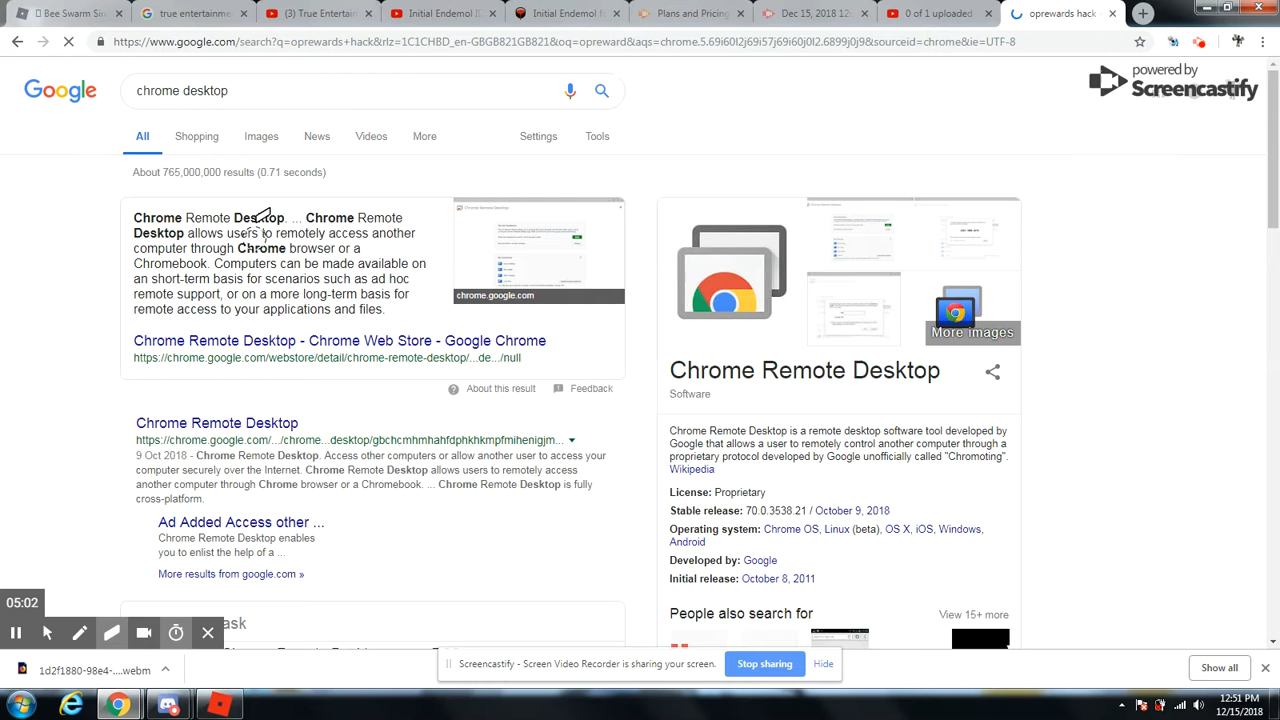 Bee Swarm Sim
true entertainment
(3) True Entertain
Initial Endemol ID
Initial Endemol fo
Plans and Pricing
Dec 15, 2018 12:
0 of 1 uploaded
oprewards hack -
https://www.google.com/search?q=oprewards+hack&rlz=1C1CHBD_en-GBGB821GB821&oq=opreward&aqs=chrome.5.69i60l2j69i57j69i60j0l2.6899j0j9&sourceid=chrome&ie=UTF-8
powered by
Screencastify
Google
chrome desktop
All
Shopping
Images
News
Videos
More
Settings
Tools
About 765,000,000 results (0.71 seconds)
Chrome Remote Desktop. ... Chrome Remote
Desktop allows users to remotely access another
computer through Chrome browser or a
Chromebook. Computers can be made available on
an short-term basis for scenarios such as ad hoc
remote support, or on a more long-term basis for
remote access to your applications and files.
chrome.google.com
Chrome Remote Desktop - Chrome Web Store - Google Chrome
https://chrome.google.com/webstore/detail/chrome-remote-desktop/...de.../null
About this result
Feedback
Chrome Remote Desktop
https://chrome.google.com/.../chrome...desktop/gbchcmhmhahfdphkhkmpfmihenigjm...
9 Oct 2018 - Chrome Remote Desktop. Access other computers or allow another user to access your
computer securely over the Internet. Chrome Remote Desktop allows users to remotely access
another computer through Chrome browser or a Chromebook. ... Chrome Remote Desktop is fully
cross-platform.
Ad Added Access other ...
Chrome Remote Desktop enables
you to enlist the help of a ...
More results from google.com »
ask
More images
Chrome Remote Desktop
Software
Chrome Remote Desktop is a remote desktop software tool developed by
Google that allows a user to remotely control another computer through a
proprietary protocol developed by Google unofficially called "Chromoting".
Wikipedia
License: Proprietary
Stable release: 70.0.3538.21 / October 9, 2018
Operating system: Chrome OS, Linux (beta), OS X, iOS, Windows,
Android
Developed by: Google
Initial release: October 8, 2011
People also search for
View 15+ more
05:02
1d2f1880-98e4-....webm
Screencastify - Screen Video Recorder is sharing your screen.
Stop sharing
Hide
Show all
12:51 PM
12/15/2018